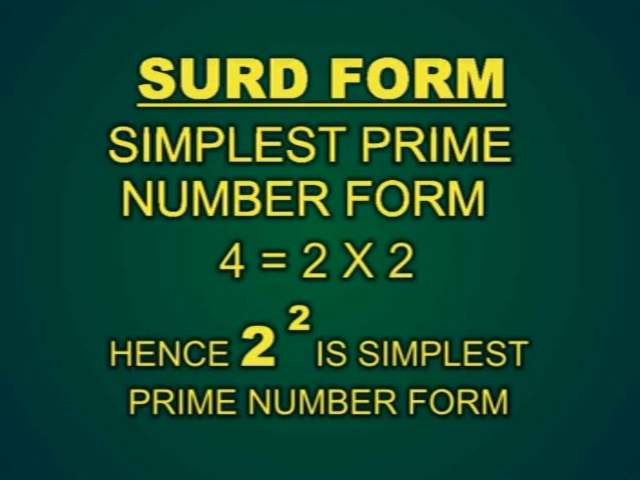 SURD FORM
SIMPLEST PRIME
NUMBER FORM
4 = 2 X 2
HENCE 2² IS SIMPLEST
PRIME NUMBER FORM